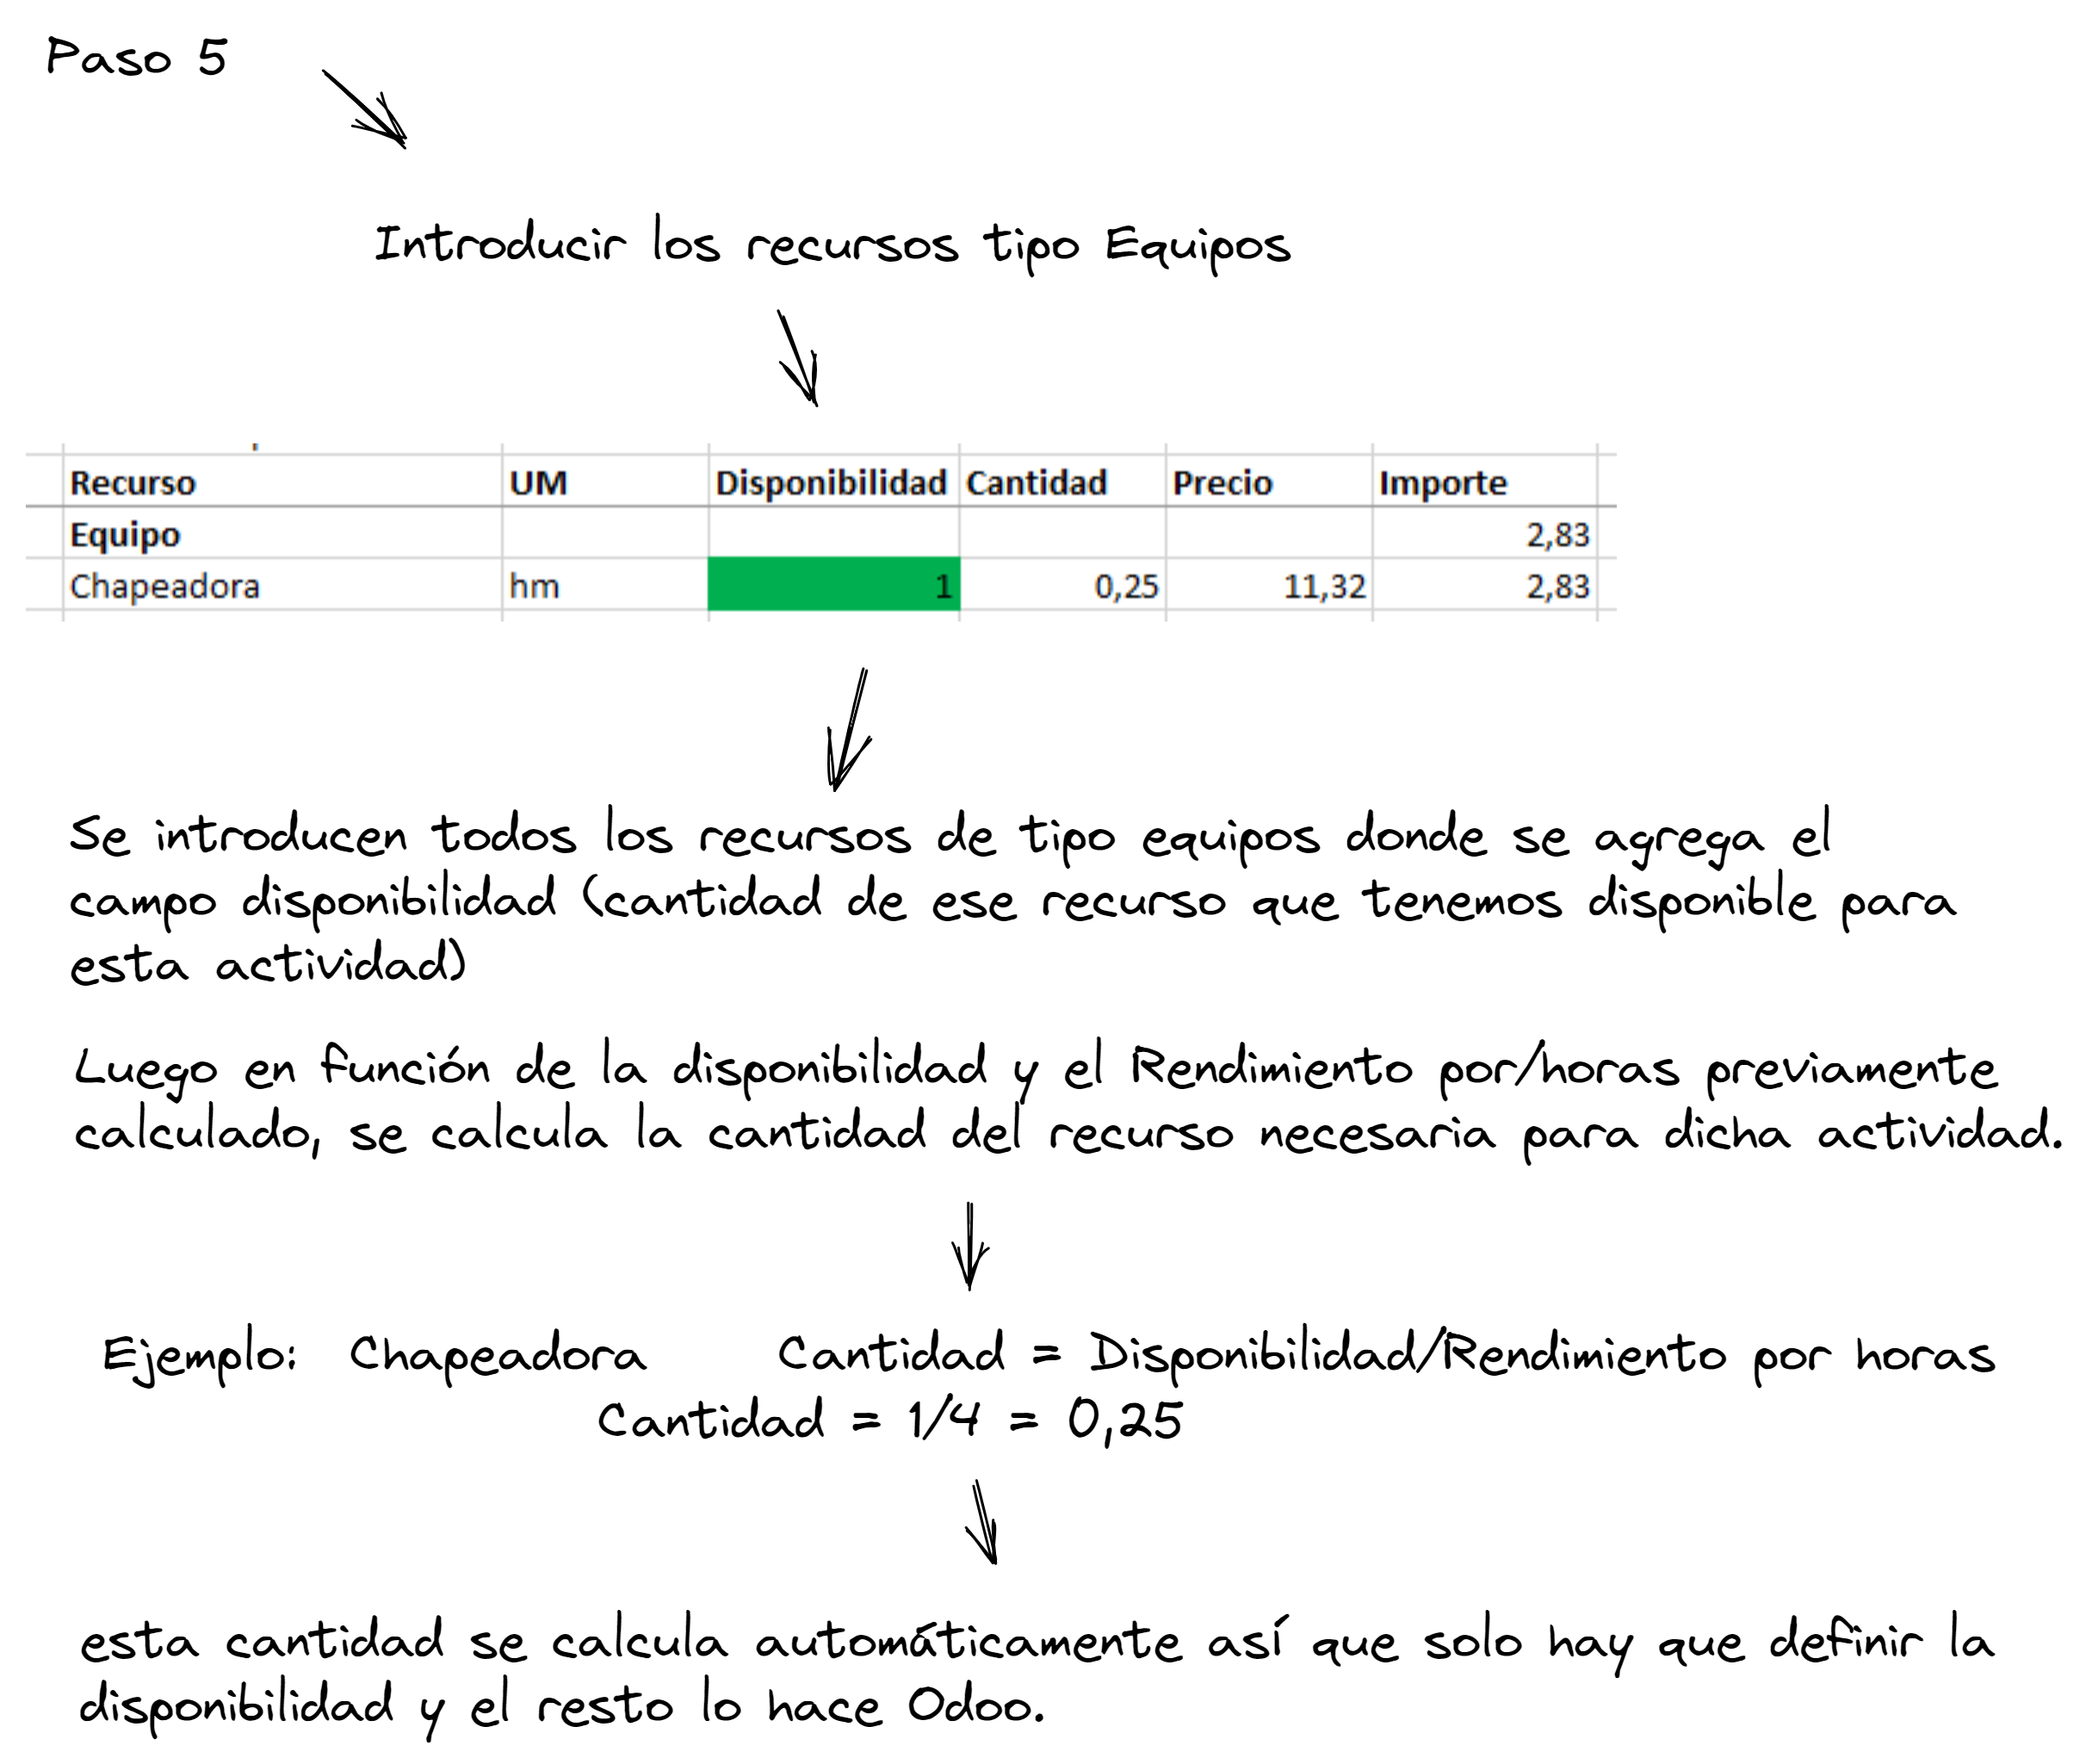 Paso 5
Introducir los recursos tipo Equipos
Recurso UM Disponibilidad Cantidad Precio Importe
Equipo 2,83
Chapeadora hm 1 0,25 11,32 2,83
Se introducen todos los recursos de tipo equipos donde se agrega el
campo disponibilidad (cantidad de ese recurso que tenemos disponible para
esta actividad)
Luego en función de la disponibilidad y el Rendimiento por/horas previamente
calculado, se calcula la cantidad del recurso necesaria para dicha actividad.
Ejemplo: Chapeadora Cantidad = Disponibilidad/Rendimiento por horas
Cantidad = 1/4 = 0,25
esta cantidad se calcula automáticamente así que solo hay que definir la
disponibilidad y el resto lo hace Odoo.